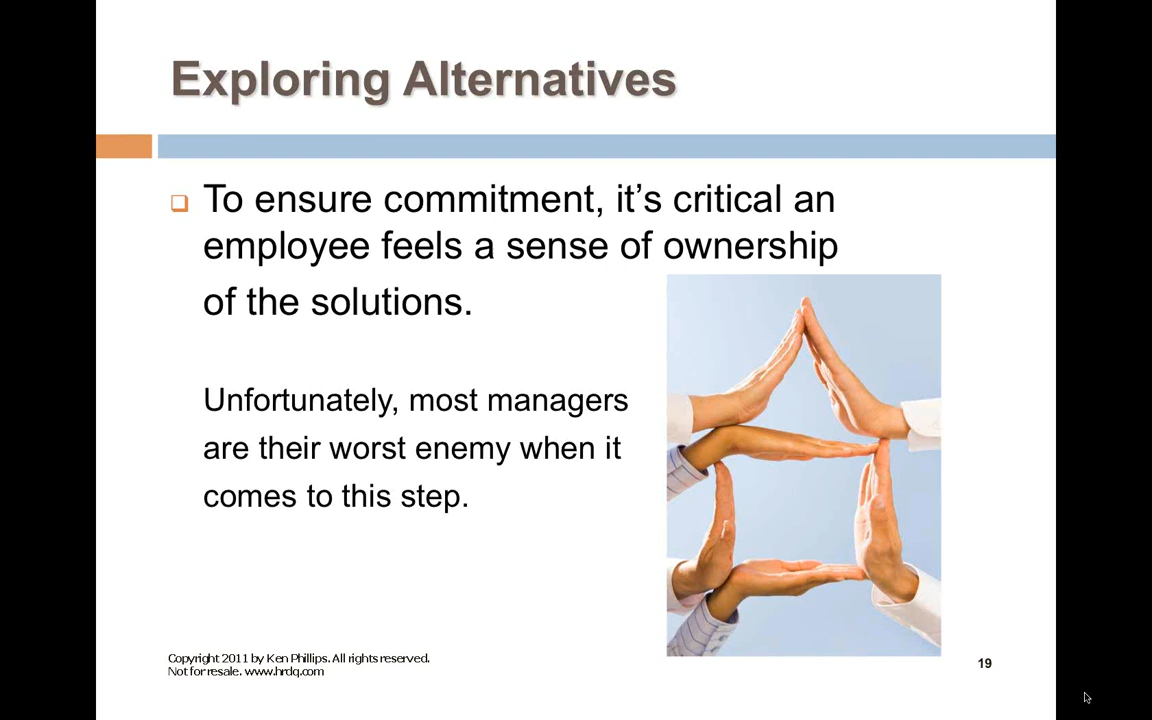 Exploring Alternatives
To ensure commitment, it’s critical an
employee feels a sense of ownership
of the solutions.
Unfortunately, most managers
are their worst enemy when it
comes to this step.
Copyright 2011 by Ken Phillips. All rights reserved.
Not for resale. www.hrdq.com
19